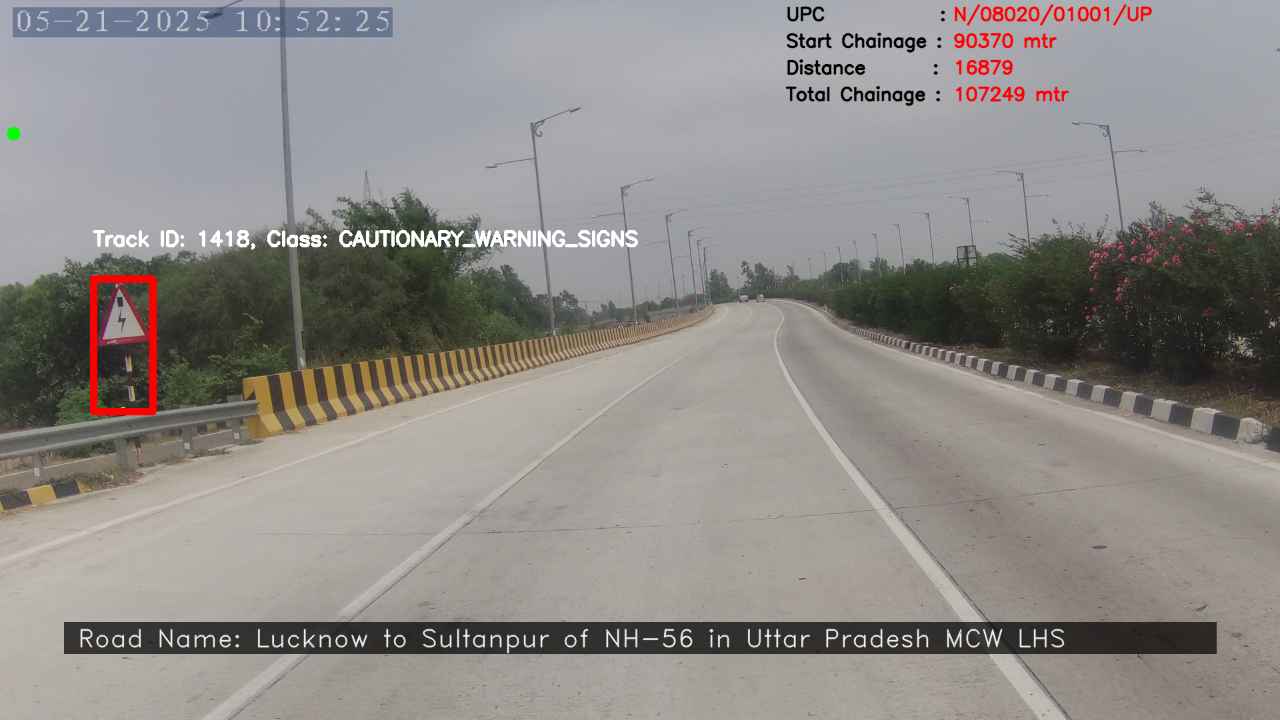 05-21-2025 10:52:25
UPC : N/08020/01001/UP
Start Chainage : 90370 mtr
Distance : 16879
Total Chainage : 107249 mtr
Track ID: 1418, Class: CAUTIONARY_WARNING_SIGNS
Road Name: Lucknow to Sultanpur of NH-56 in Uttar Pradesh MCW LHS